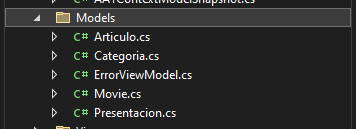 Models
C# Articulo.cs
C# Categoria.cs
C# ErrorViewModel.cs
C# Movie.cs
C# Presentacion.cs